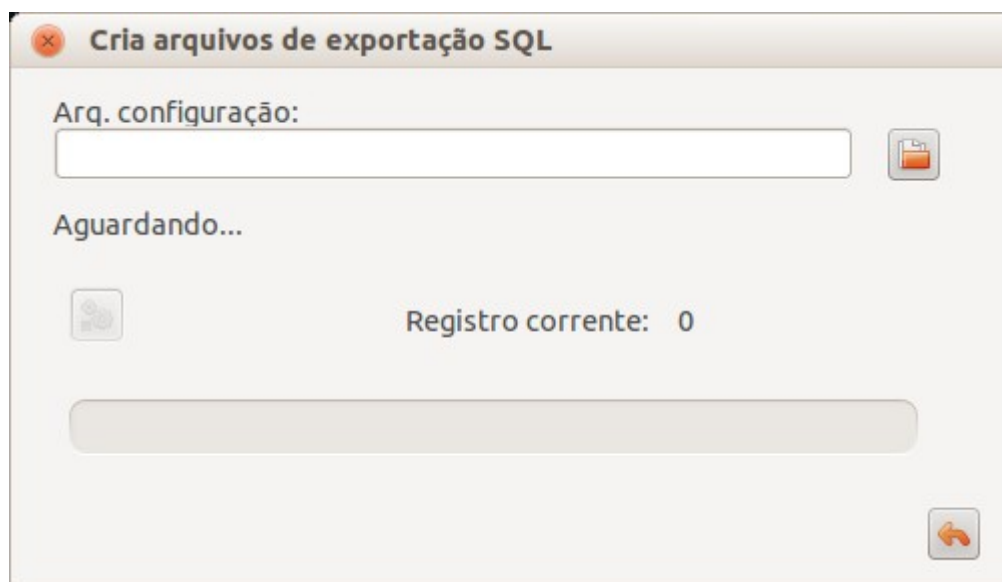 Cria arquivos de exportação SQL
Arq. configuração:
Aguardando...
Registro corrente: 0